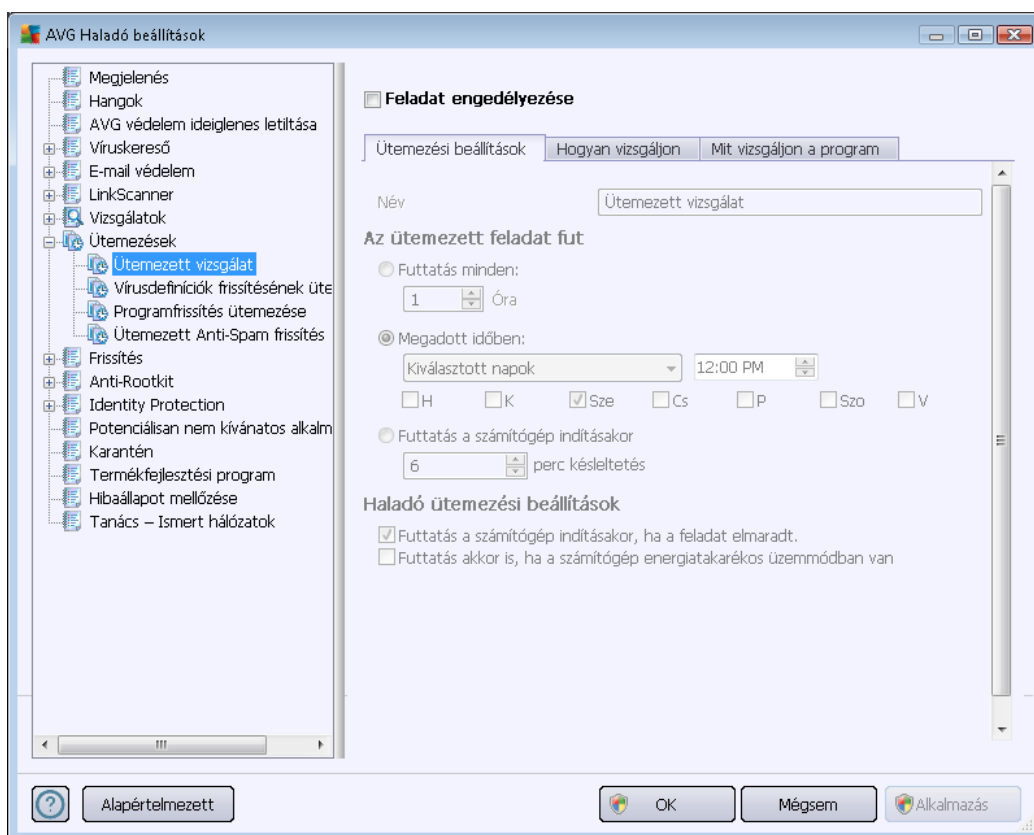 AVG Haladó beállítások
Megjelenés
Hangok
AVG védelem ideiglenes letiltása
Víruskereső
E-mail védelem
LinkScanner
Vizsgálatok
Ütemezések
Ütemezett vizsgálat
Vírusdefiníciók frissítésének üte
Programfrissítés ütemezése
Ütemezett Anti-Spam frissítés
Frissítés
Anti-Rootkit
Identity Protection
Potenciálisan nem kívánatos alkalm
Karantén
Termékfejlesztési program
Hibaállapot mellőzése
Tanács – Ismert hálózatok
Feladat engedélyezése
Ütemezési beállítások Hogyan vizsgáljon Mit vizsgáljon a program
Név Ütemezett vizsgálat
Az ütemezett feladat fut
Futtatás minden:
1 Óra
Megadott időben:
Kiválasztott napok 12:00 PM
H K Sze Cs P Szo V
Futtatás a számítógép indításakor
6 perc késleltetés
Haladó ütemezési beállítások
Futtatás a számítógép indításakor, ha a feladat elmaradt.
Futtatás akkor is, ha a számítógép energiatakarékos üzemmódban van
? Alapértelmezett OK Mégsem Alkalmazás